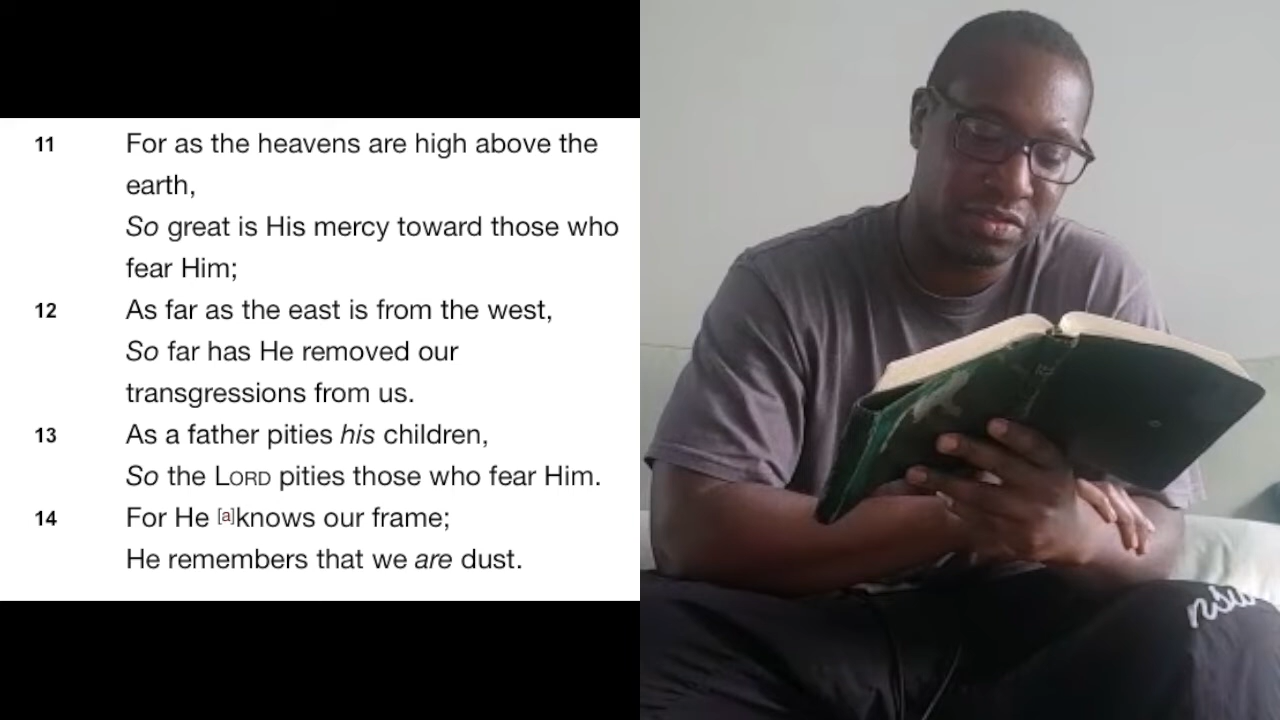 11 For as the heavens are high above the
earth,
So great is His mercy toward those who
fear Him;
12 As far as the east is from the west,
So far has He removed our
transgressions from us.
13 As a father pities his children,
So the LORD pities those who fear Him.
14 For He [a]knows our frame;
He remembers that we are dust.